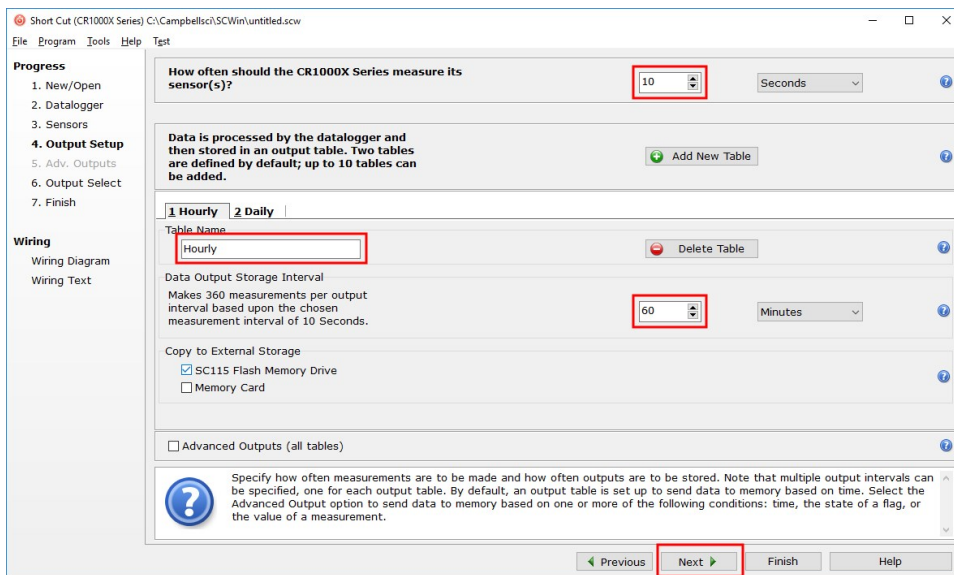 Short Cut (CR1000X Series) C:\Campbellsci\SCWin\untitled.scw
File Program Tools Help Test
Progress
1. New/Open
2. Datalogger
3. Sensors
4. Output Setup
5. Adv. Outputs
6. Output Select
7. Finish
Wiring
Wiring Diagram
Wiring Text
How often should the CR1000X Series measure its
sensor(s)?
10
Seconds
Data is processed by the datalogger and
then stored in an output table. Two tables
are defined by default; up to 10 tables can
be added.
Add New Table
1 Hourly 2 Daily
Table Name
Hourly
Delete Table
Data Output Storage Interval
Makes 360 measurements per output
interval based upon the chosen
measurement interval of 10 Seconds.
60
Minutes
Copy to External Storage
SC115 Flash Memory Drive
Memory Card
Advanced Outputs (all tables)
Specify how often measurements are to be made and how often outputs are to be stored. Note that multiple output intervals can
be specified, one for each output table. By default, an output table is set up to send data to memory based on time. Select the
Advanced Output option to send data to memory based on one or more of the following conditions: time, the state of a flag, or
the value of a measurement.
Previous Next Finish Help